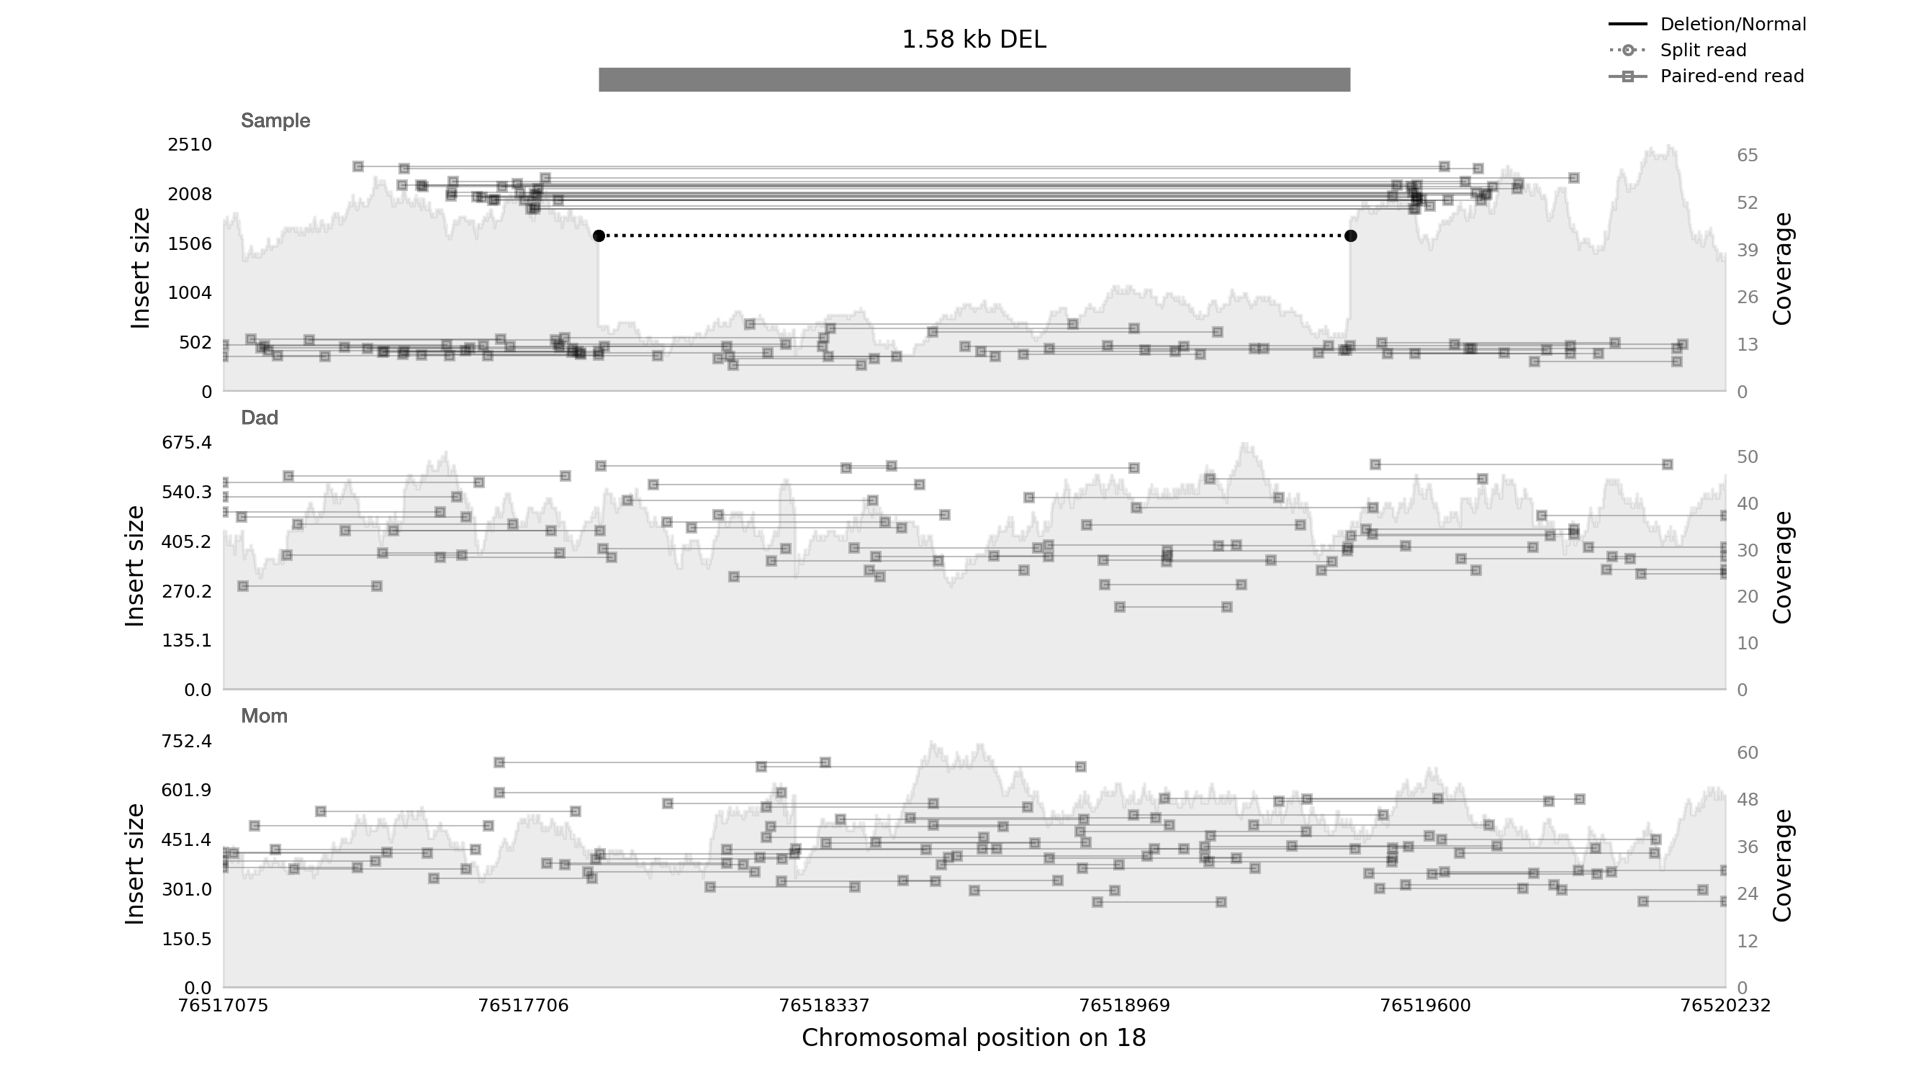 1.58 kb DEL
Deletion/Normal
Split read
Paired-end read
Sample
2510
2008
1506
1004
502
0
Insert size
65
52
39
26
13
0
Coverage
Dad
675.4
540.3
405.2
270.2
135.1
0.0
Insert size
50
40
30
20
10
0
Coverage
Mom
752.4
601.9
451.4
301.0
150.5
0.0
Insert size
60
48
36
24
12
0
Coverage
76517075 76517706 76518337 76518969 76519600 76520232
Chromosomal position on 18